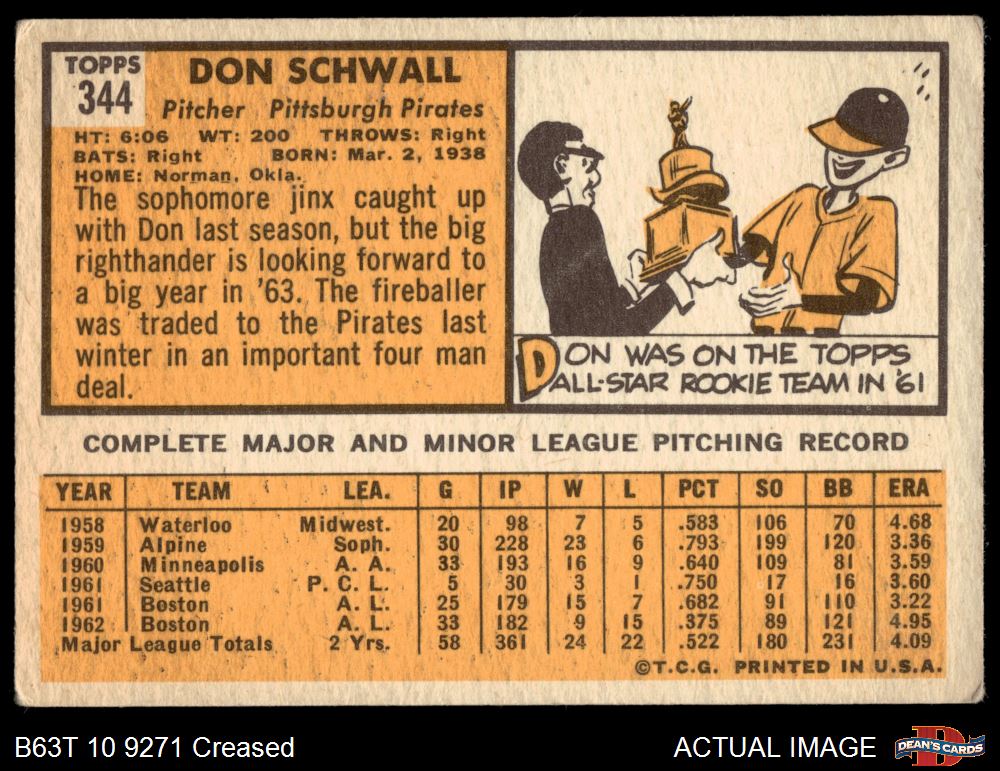 TOPPS
344
DON SCHWALL
Pitcher Pittsburgh Pirates
HT: 6:06 WT: 200 THROWS: Right
BATS: Right BORN: Mar. 2, 1938
HOME: Norman, Okla.
The sophomore jinx caught up
with Don last season, but the big
righthander is looking forward to
a big year in '63. The fireballer
was traded to the Pirates last
winter in an important four man
deal.
DON WAS ON THE TOPPS
ALL-STAR ROOKIE TEAM IN '61
COMPLETE MAJOR AND MINOR LEAGUE PITCHING RECORD
YEAR TEAM LEA. G IP W L PCT SO BB ERA
1958 Waterloo Midwest. 20 98 7 5 .583 106 70 4.68
1959 Alpine Soph. 30 228 23 6 .793 199 120 3.36
1960 Minneapolis A. A. 33 193 16 9 .640 109 81 3.59
1961 Seattle P. C. L. 5 30 3 1 .750 17 16 3.60
1961 Boston A. L. 25 179 15 7 .682 91 110 3.22
1962 Boston A. L. 33 182 9 15 .375 89 121 4.95
Major League Totals 2 Yrs. 58 361 24 22 .522 180 231 4.09
©T.C.G. PRINTED IN U.S.A.
B63T 10 9271 Creased
ACTUAL IMAGE
DEAN'S CARDS